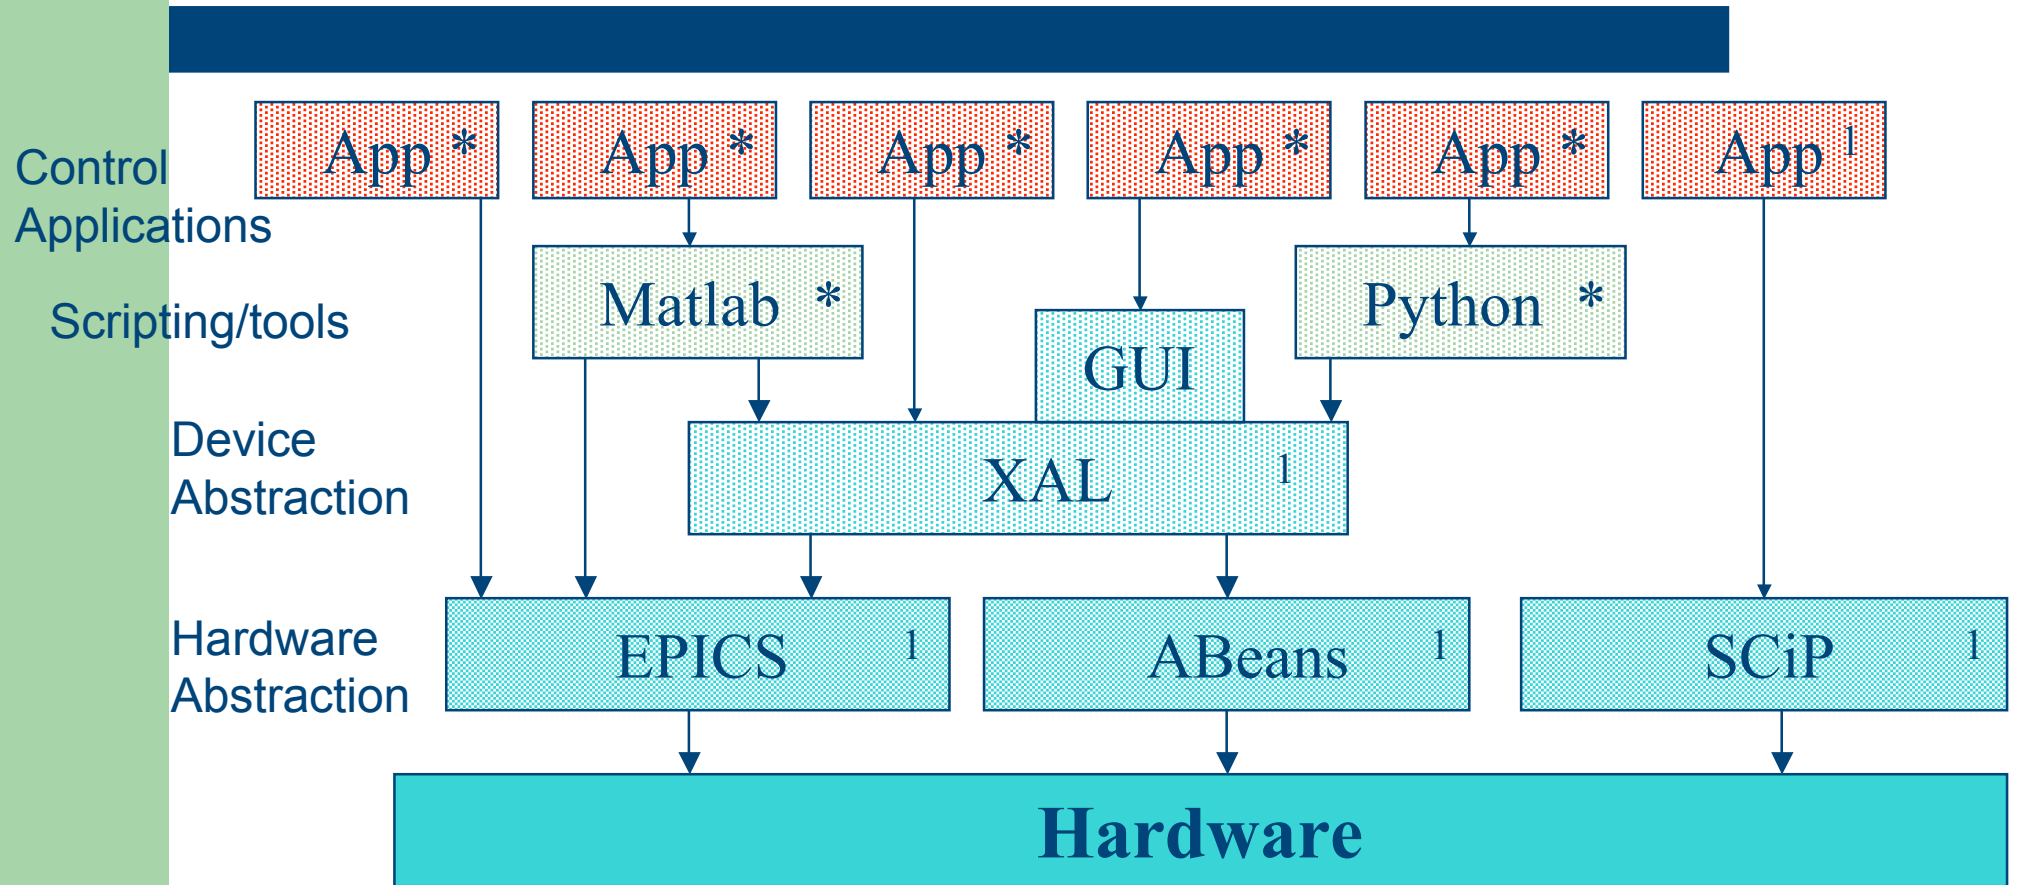 App *
App *
App *
App *
App *
App 1
Control
Applications
Matlab *
Python *
Scripting/tools
GUI
Device
Abstraction
XAL 1
Hardware
Abstraction
EPICS 1
ABeans 1
SCiP 1
Hardware